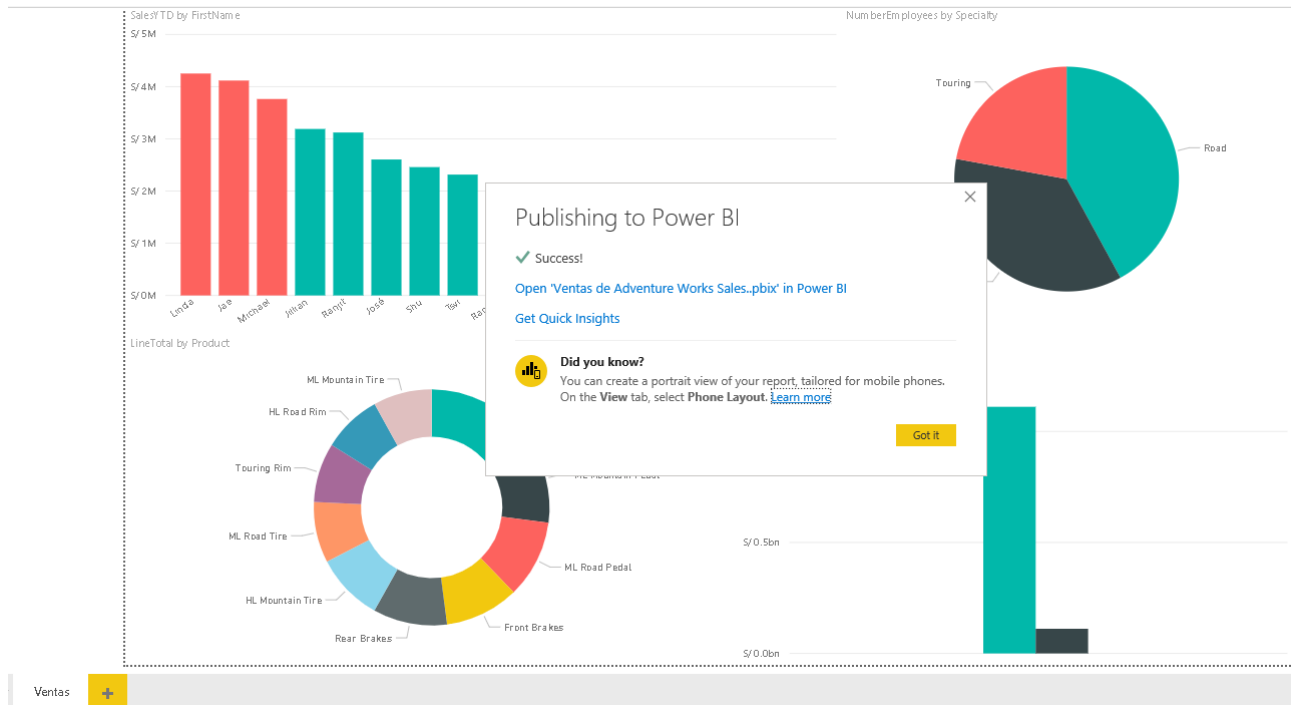 SalesYTD by FirstName
S/ 5M
S/ 4M
S/ 3M
S/ 2M
S/ 1M
S/ 0M
Linda
Jae
Michael
Jillian
Ranjit
José
Shu
Tsvi
NumberEmployees by Specialty
Touring
Road
Publishing to Power BI
Success!
Open 'Ventas de Adventure Works Sales..pbix' in Power BI
Get Quick Insights
Did you know?
You can create a portrait view of your report, tailored for mobile phones.
On the View tab, select Phone Layout. Learn more
Got it
LineTotal by Product
ML Mountain Tire
HL Road Rim
Touring Rim
ML Road Tire
HL Mountain Tire
Rear Brakes
Front Brakes
ML Road Pedal
S/ 0.5bn
S/ 0.0bn
Ventas